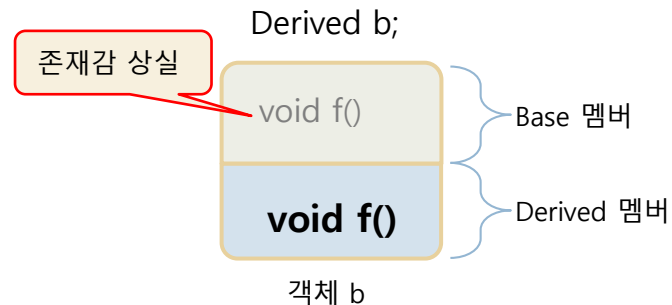 Derived b;
존재감 상실
void f()
Base 멤버
void f()
Derived 멤버
객체 b